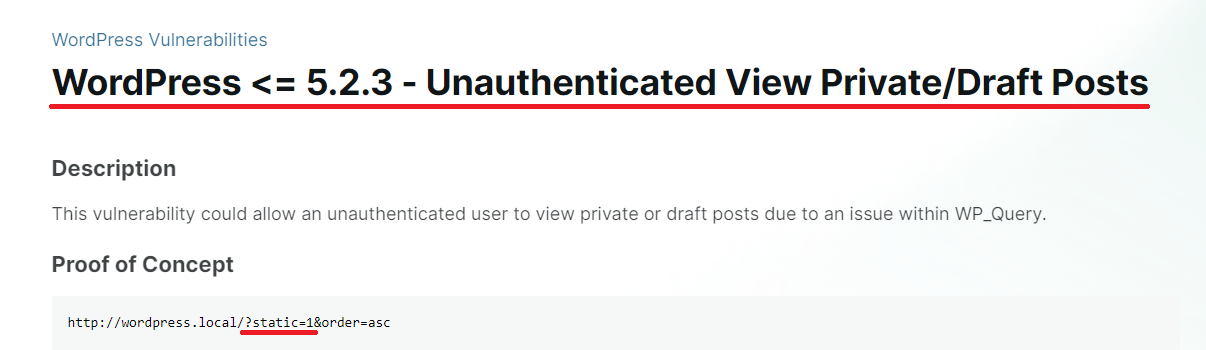 WordPress Vulnerabilities
WordPress <= 5.2.3 - Unauthenticated View Private/Draft Posts
Description
This vulnerability could allow an unauthenticated user to view private or draft posts due to an issue within WP_Query.
Proof of Concept
http://wordpress.local/?static=1&order=asc